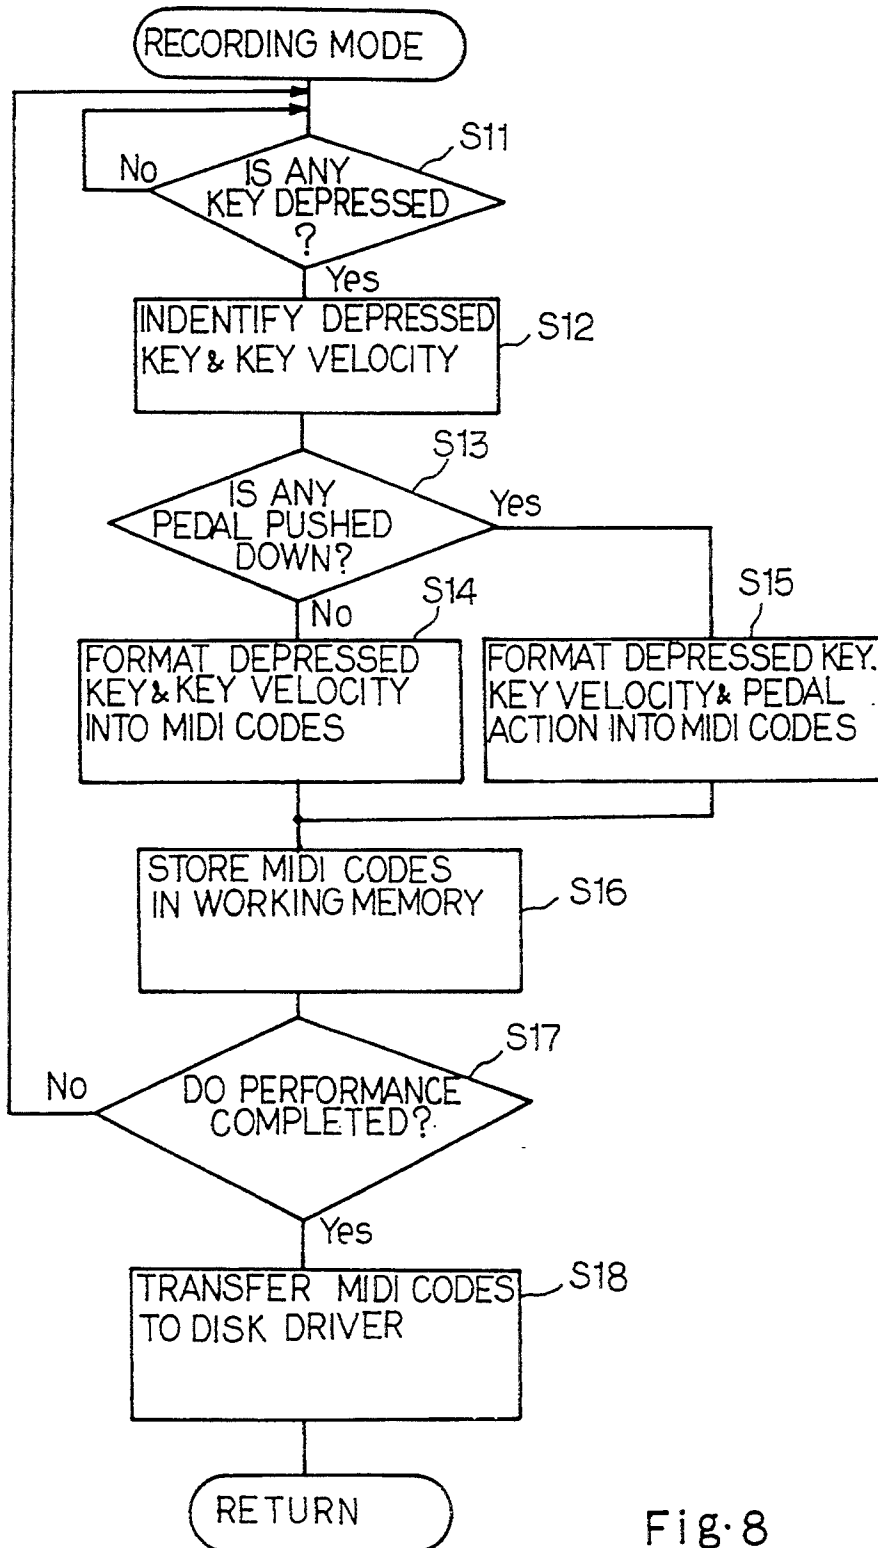 RECORDING MODE
S11
No
IS ANY
KEY DEPRESSED
?
Yes
INDENTIFY DEPRESSED
KEY & KEY VELOCITY
S12
S13
IS ANY
PEDAL PUSHED
DOWN?
Yes
No
S14
S15
FORMAT DEPRESSED
KEY & KEY VELOCITY
INTO MIDI CODES
FORMAT DEPRESSED KEY.
KEY VELOCITY & PEDAL
ACTION INTO MIDI CODES
STORE MIDI CODES
IN WORKING MEMORY
S16
S17
No
DO PERFORMANCE
COMPLETED?
Yes
TRANSFER MIDI CODES
TO DISK DRIVER
S18
RETURN
Fig. 8